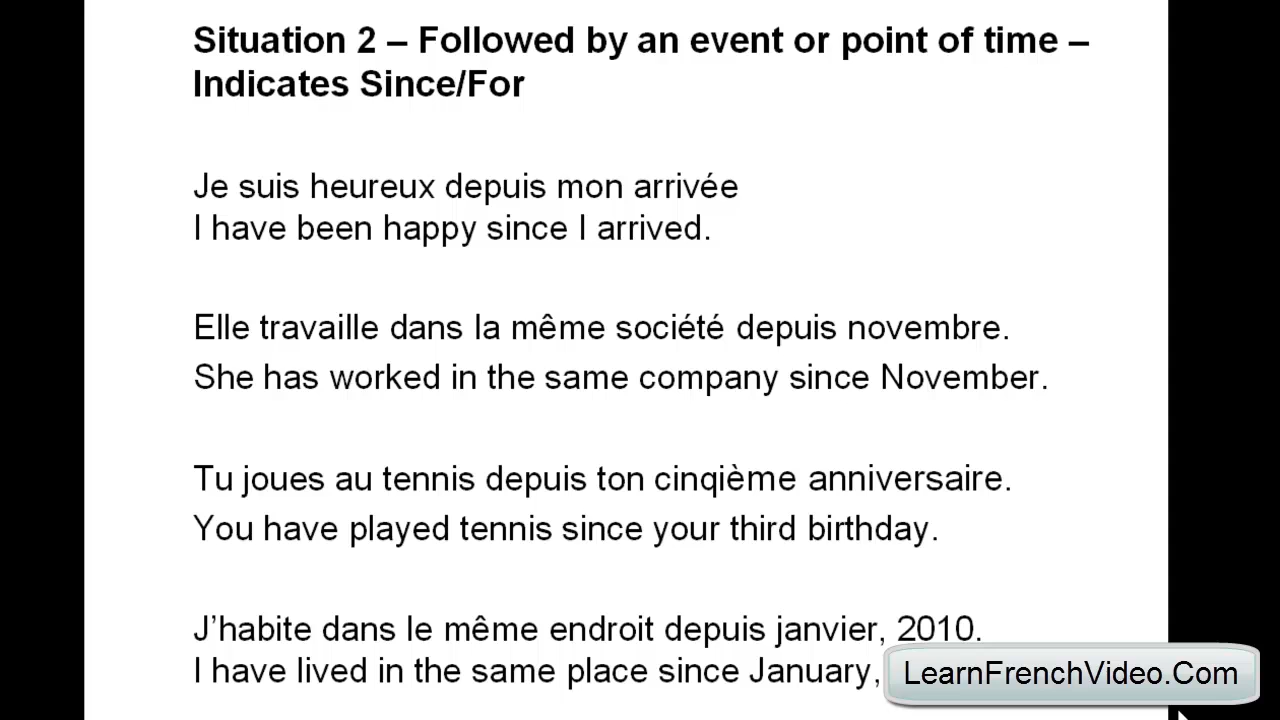 Situation 2 – Followed by an event or point of time –
Indicates Since/For
Je suis heureux depuis mon arrivée
I have been happy since I arrived.
Elle travaille dans la même société depuis novembre.
She has worked in the same company since November.
Tu joues au tennis depuis ton cinqième anniversaire.
You have played tennis since your third birthday.
J’habite dans le même endroit depuis janvier, 2010.
I have lived in the same place since January,
LearnFrenchVideo.Com